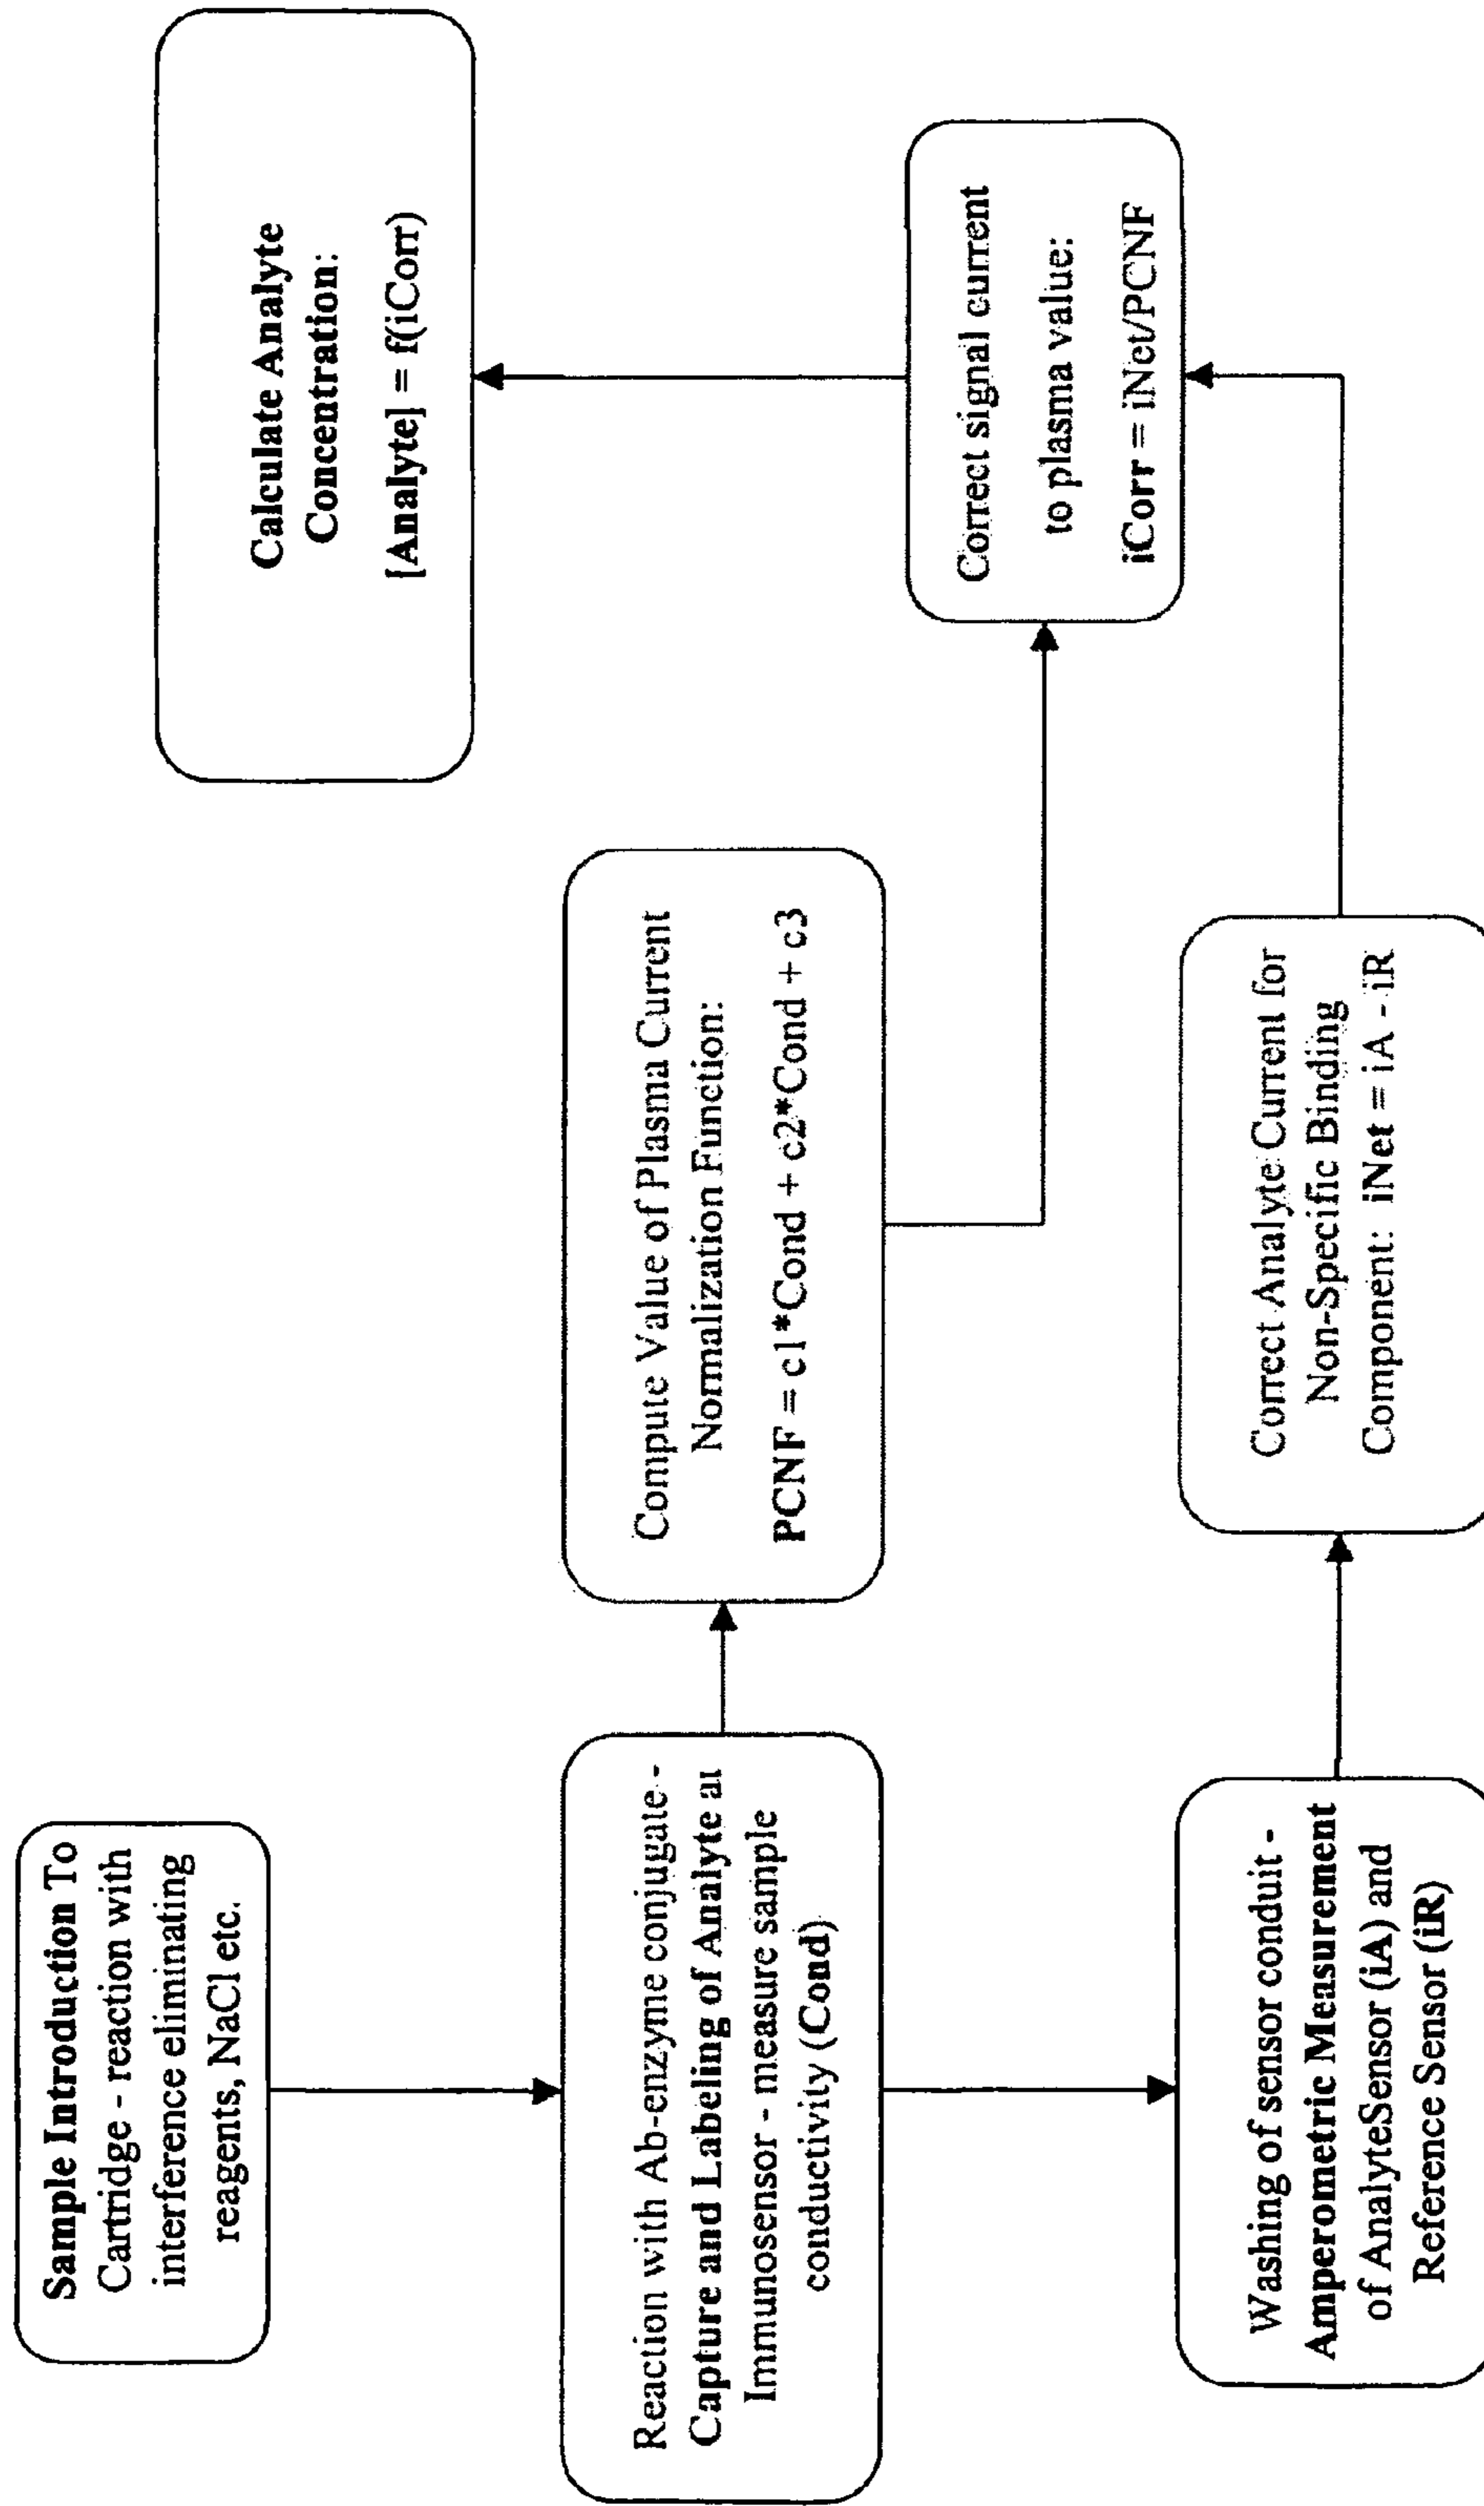 Sample Introduction To
Cartridge - reaction with
interference eliminating
reagents, NaCl etc.
Reaction with Ab-enzyme conjugate -
Capture and Labeling of Analyte
Immunosensor - measure sample
conductivity (Cond)
Washing of sensor conduit -
Amperometric Measurement
of AnalyteSensor (iA) and
Reference Sensor (iR)
Compute Value of Plasma Current
Normalization Function:
PCNF = c1*Cond + c2*Cond + c3
Correct Analyte Current for
Non-Specific Binding
Component: iNet = iA - iR
Correct signal current
to plasma value:
iCorr = iNet/PCNF
Calculate Analyte
Concentration:
[Analyte] = f(iCorr)